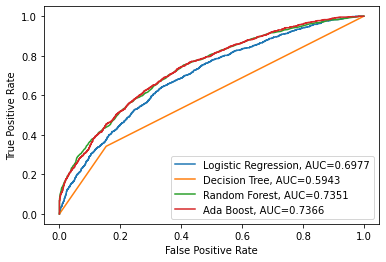 1.0
0.8
0.6
0.4
0.2
0.0
True Positive Rate
Logistic Regression, AUC=0.6977
Decision Tree, AUC=0.5943
Random Forest, AUC=0.7351
Ada Boost, AUC=0.7366
0.0 0.2 0.4 0.6 0.8 1.0
False Positive Rate